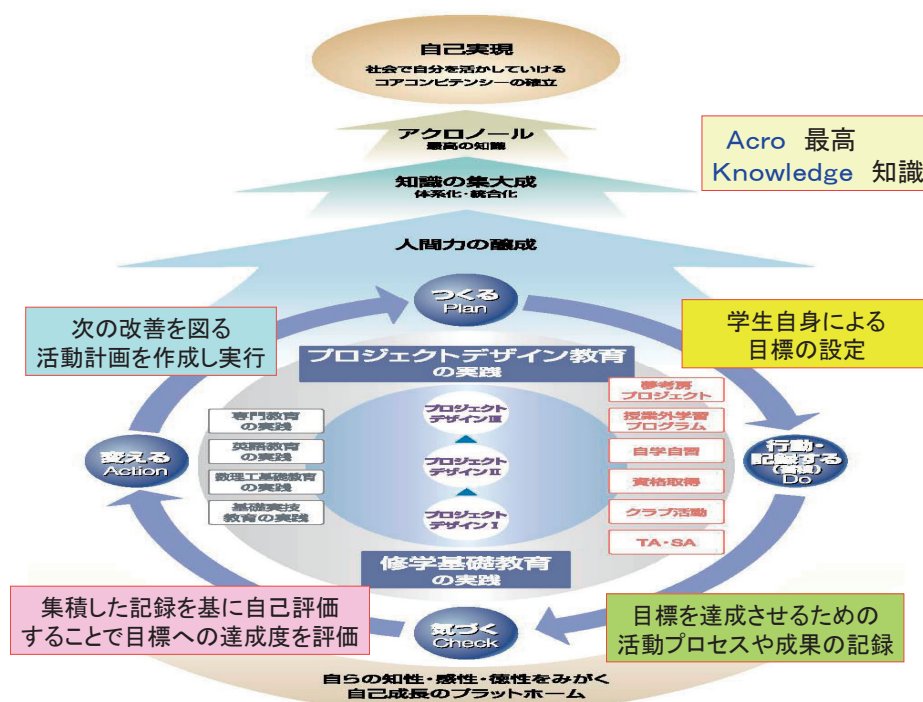 自己実現
社会で自分を活かしていける
コアコンピテンシーの確立
アクロノール
最高の知識
Acro 最高
Knowledge 知識
知識の集大成
体系化・統合化
人間力の醸成
つくる
Plan
次の改善を図る
活動計画を作成し実行
学生自身による
目標の設定
プロジェクトデザイン教育
の実践
専門教育
の実践
英語教育
の実践
数理工基礎教育
の実践
基礎実技
教育の実践
プロジェクト
デザインⅢ
プロジェクト
デザインⅡ
プロジェクト
デザインⅠ
夢考房
プロジェクト
授業外学習
プログラム
自学自習
資格取得
クラブ活動
TA・SA
変える
Action
行動・
記録する
(蓄積)
Do
修学基礎教育
の実践
集積した記録を基に自己評価
することで目標への達成度を評価
気づく
Check
目標を達成させるための
活動プロセスや成果の記録
自らの知性・感性・徳性をみがく
自己成長のプラットホーム